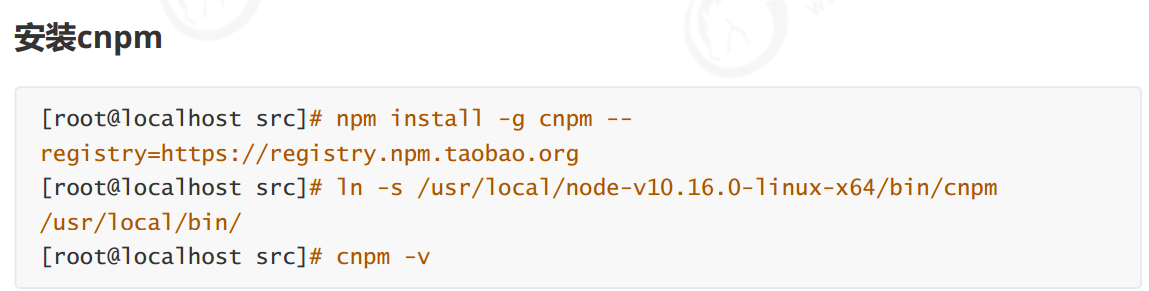 安装cnpm
[root@localhost src]# npm install -g cnpm --
registry=https://registry.npm.taobao.org
[root@localhost src]# ln -s /usr/local/node-v10.16.0-linux-x64/bin/cnpm
/usr/local/bin/
[root@localhost src]# cnpm -v